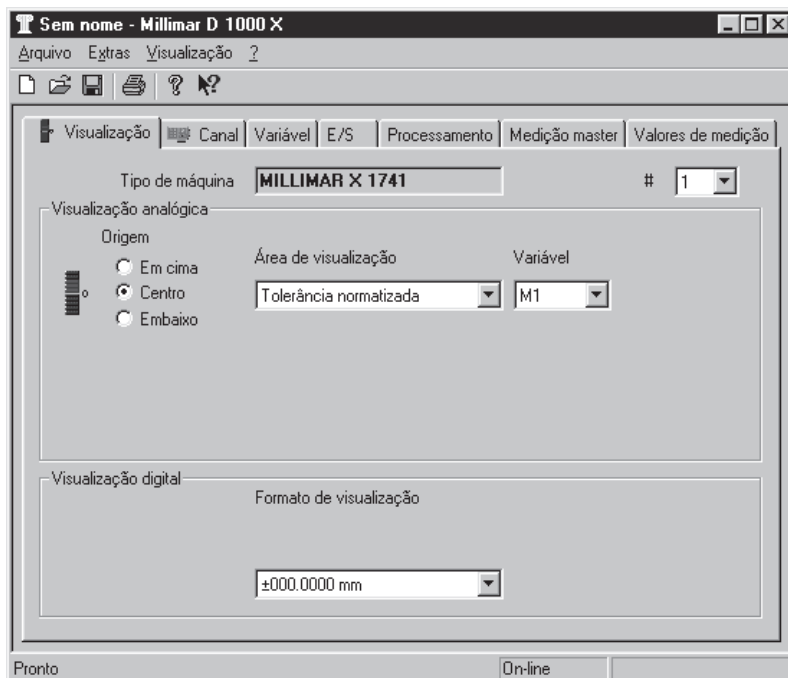 Sem nome - Millimar D 1000 X
Arquivo Extras Visualização ?
Visualização Canal Variável E/S Processamento Medição master Valores de medição
Tipo de máquina MILLIMAR X 1741 # 1
Visualização analógica
Origem
Em cima
Centro
Embaixo
Área de visualização
Tolerância normatizada
Variável
M1
Visualização digital
Formato de visualização
±000.0000 mm
Pronto On-line